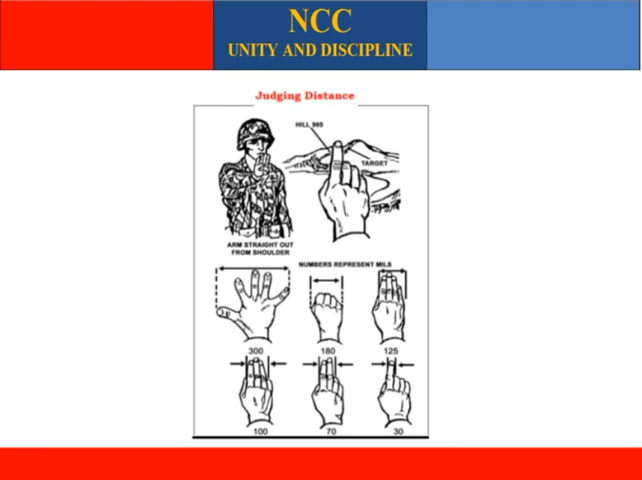 NCC
UNITY AND DISCIPLINE
Judging Distance
HILL 965
TARGET
ARM STRAIGHT OUT
FROM SHOULDER
NUMBERS REPRESENT MILS
300
180
125
100
70
30